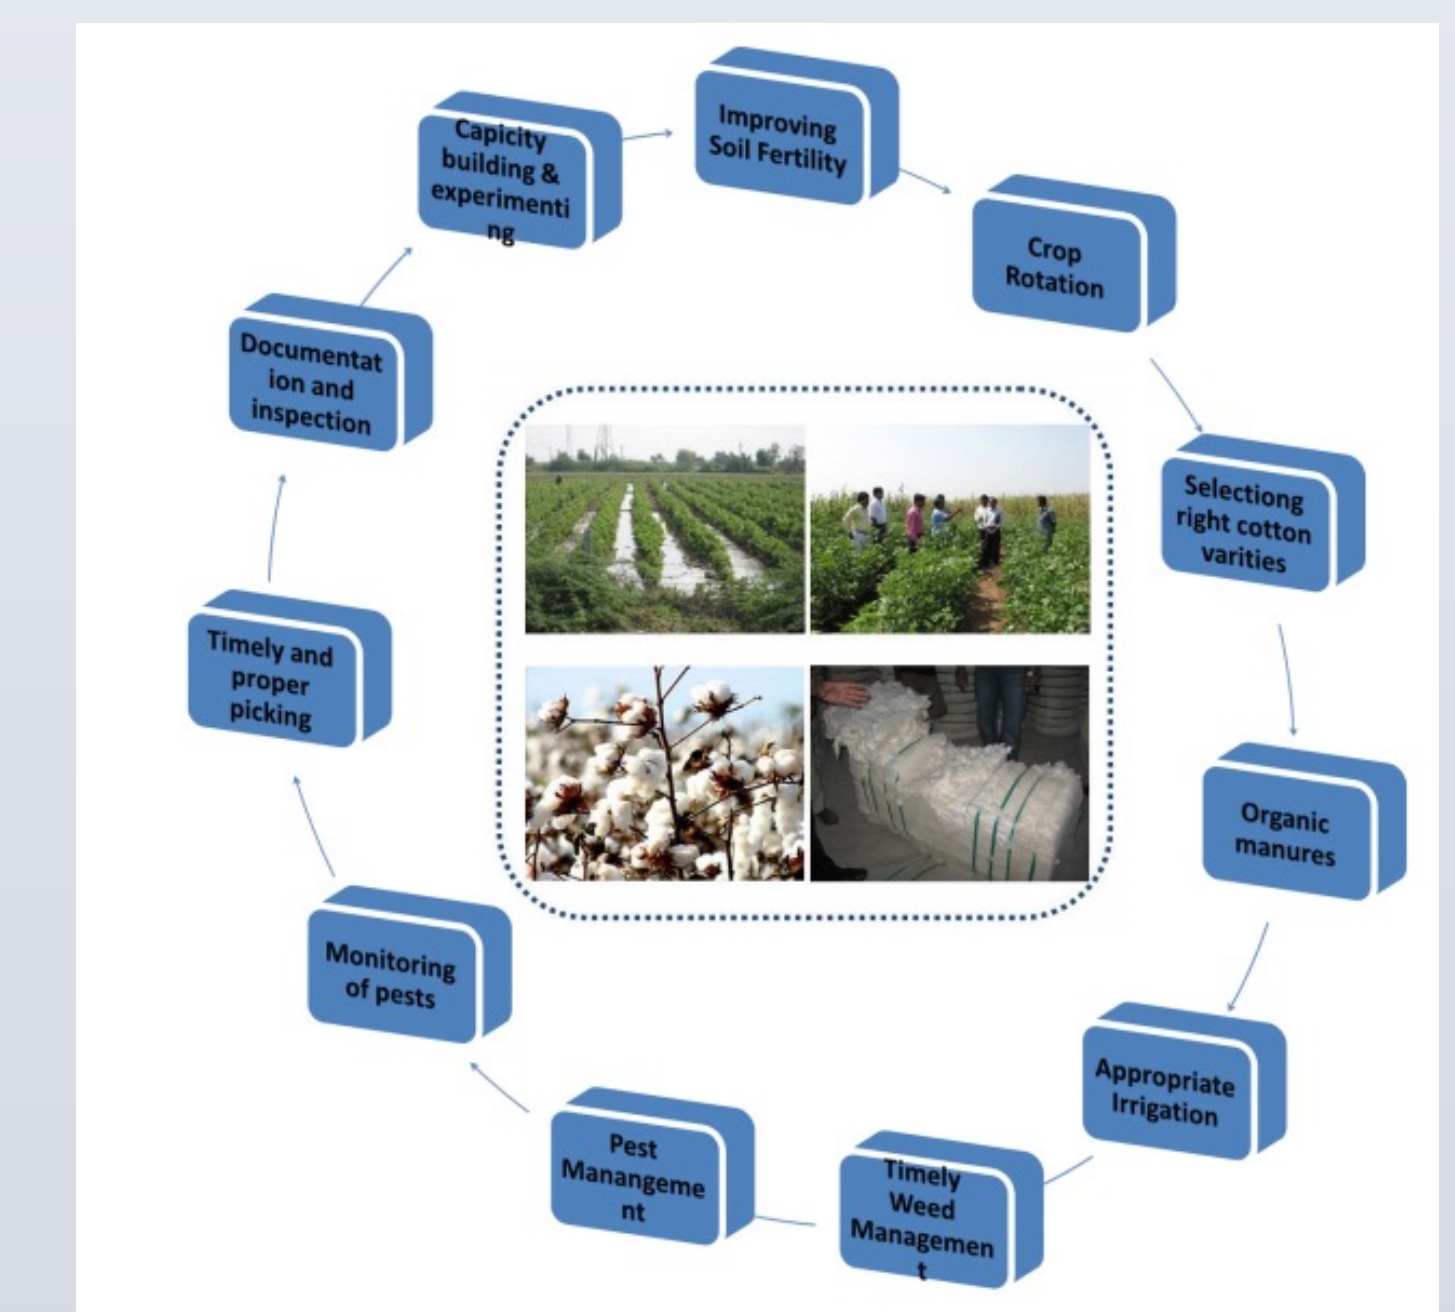 Improving
Soil Fertility
Crop
Rotation
Selectiong
right cotton
varities
Organic
manures
Appropriate
Irrigation
Timely
Weed
Managemen
t
Pest
Manangeme
nt
Monitoring
of pests
Timely and
proper
picking
Documentat
ion and
inspection
Capicity
building &
experimenti
ng